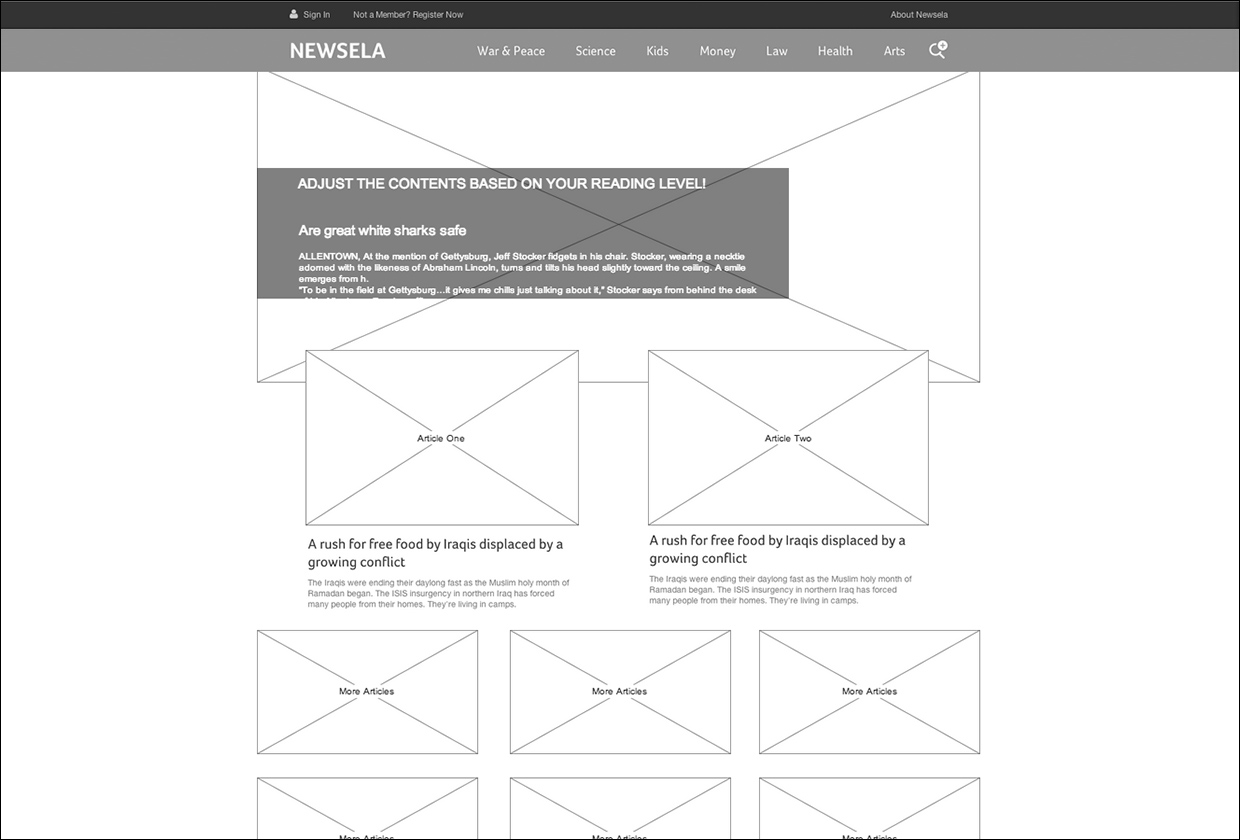 Sign In Not a Member? Register Now About Newsela
NEWSELA War & Peace Science Kids Money Law Health Arts
ADJUST THE CONTENTS BASED ON YOUR READING LEVEL!
Are great white sharks safe
ALLENTOWN, At the mention of Gettysburg, Jeff Stocker fidgets in his chair. Stocker, wearing a necktie
adorned with the likeness of Abraham Lincoln, turns and tilts his head slightly toward the ceiling. A smile
emerges from h.
"To be in the field at Gettysburg...it gives me chills just talking about it," Stocker says from behind the desk
Article One Article Two
A rush for free food by Iraqis displaced by a
growing conflict
The Iraqis were ending their daylong fast as the Muslim holy month of
Ramadan began. The ISIS insurgency in northern Iraq has forced
many people from their homes. They're living in camps.
A rush for free food by Iraqis displaced by a
growing conflict
The Iraqis were ending their daylong fast as the Muslim holy month of
Ramadan began. The ISIS insurgency in northern Iraq has forced
many people from their homes. They're living in camps.
More Articles More Articles More Articles
More Articles More Articles More Articles